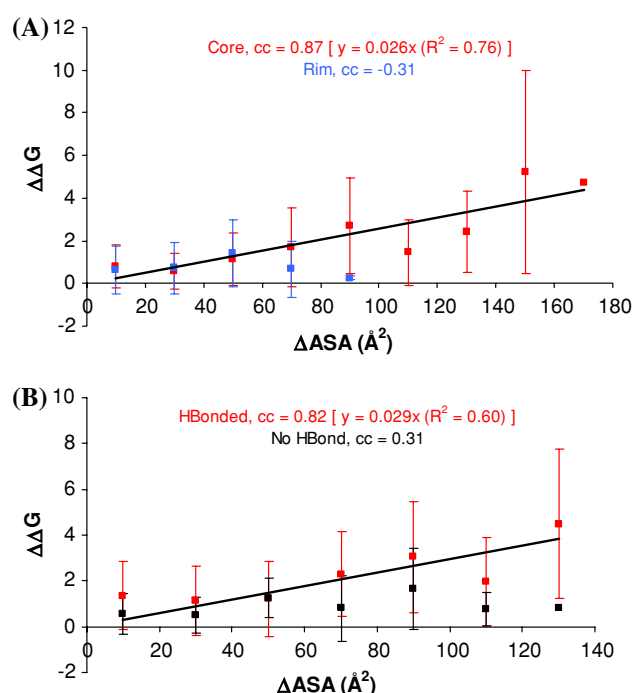 (A)
Core, cc = 0.87 [ y = 0.026x (R² = 0.76) ]
Rim, cc = -0.31
12
10
8
6
4
2
0
-2
ΔΔG
0 20 40 60 80 100 120 140 160 180
ΔASA (Å²)
(B)
HBonded, cc = 0.82 [ y = 0.029x (R² = 0.60) ]
No HBond, cc = 0.31
10
8
6
4
2
0
-2
ΔΔG
0 20 40 60 80 100 120 140
ΔASA (Å²)